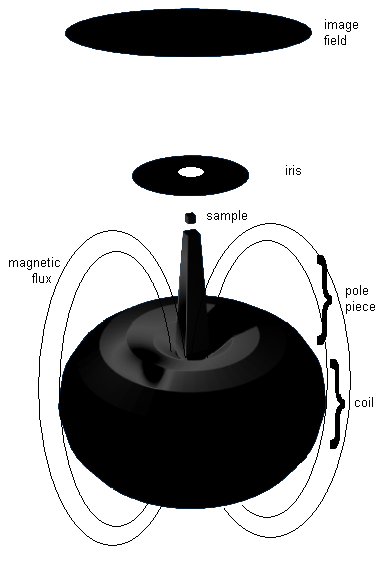 image
field
iris
sample
magnetic
flux
pole
piece
coil